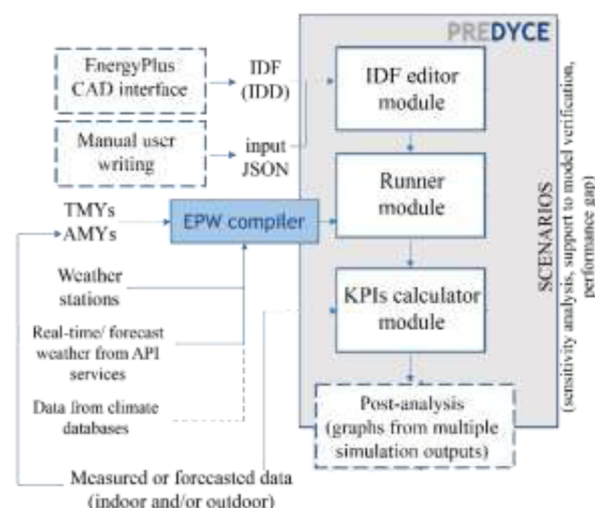 PREDYCE
EnergyPlus
CAD interface
IDF
(IDD)
IDF editor
module
Manual user
writing
input
JSON
Runner
module
TMYs
AMYs
EPW compiler
Weather
stations
KPIs calculator
module
Real-time/ forecast
weather from API
services
Data from climate
databases
Post-analysis
(graphs from multiple
simulation outputs)
Measured or forecasted data
(indoor and/or outdoor)
SCENARIOS
(sensitivity analysis, support to model verification,
performance gap)